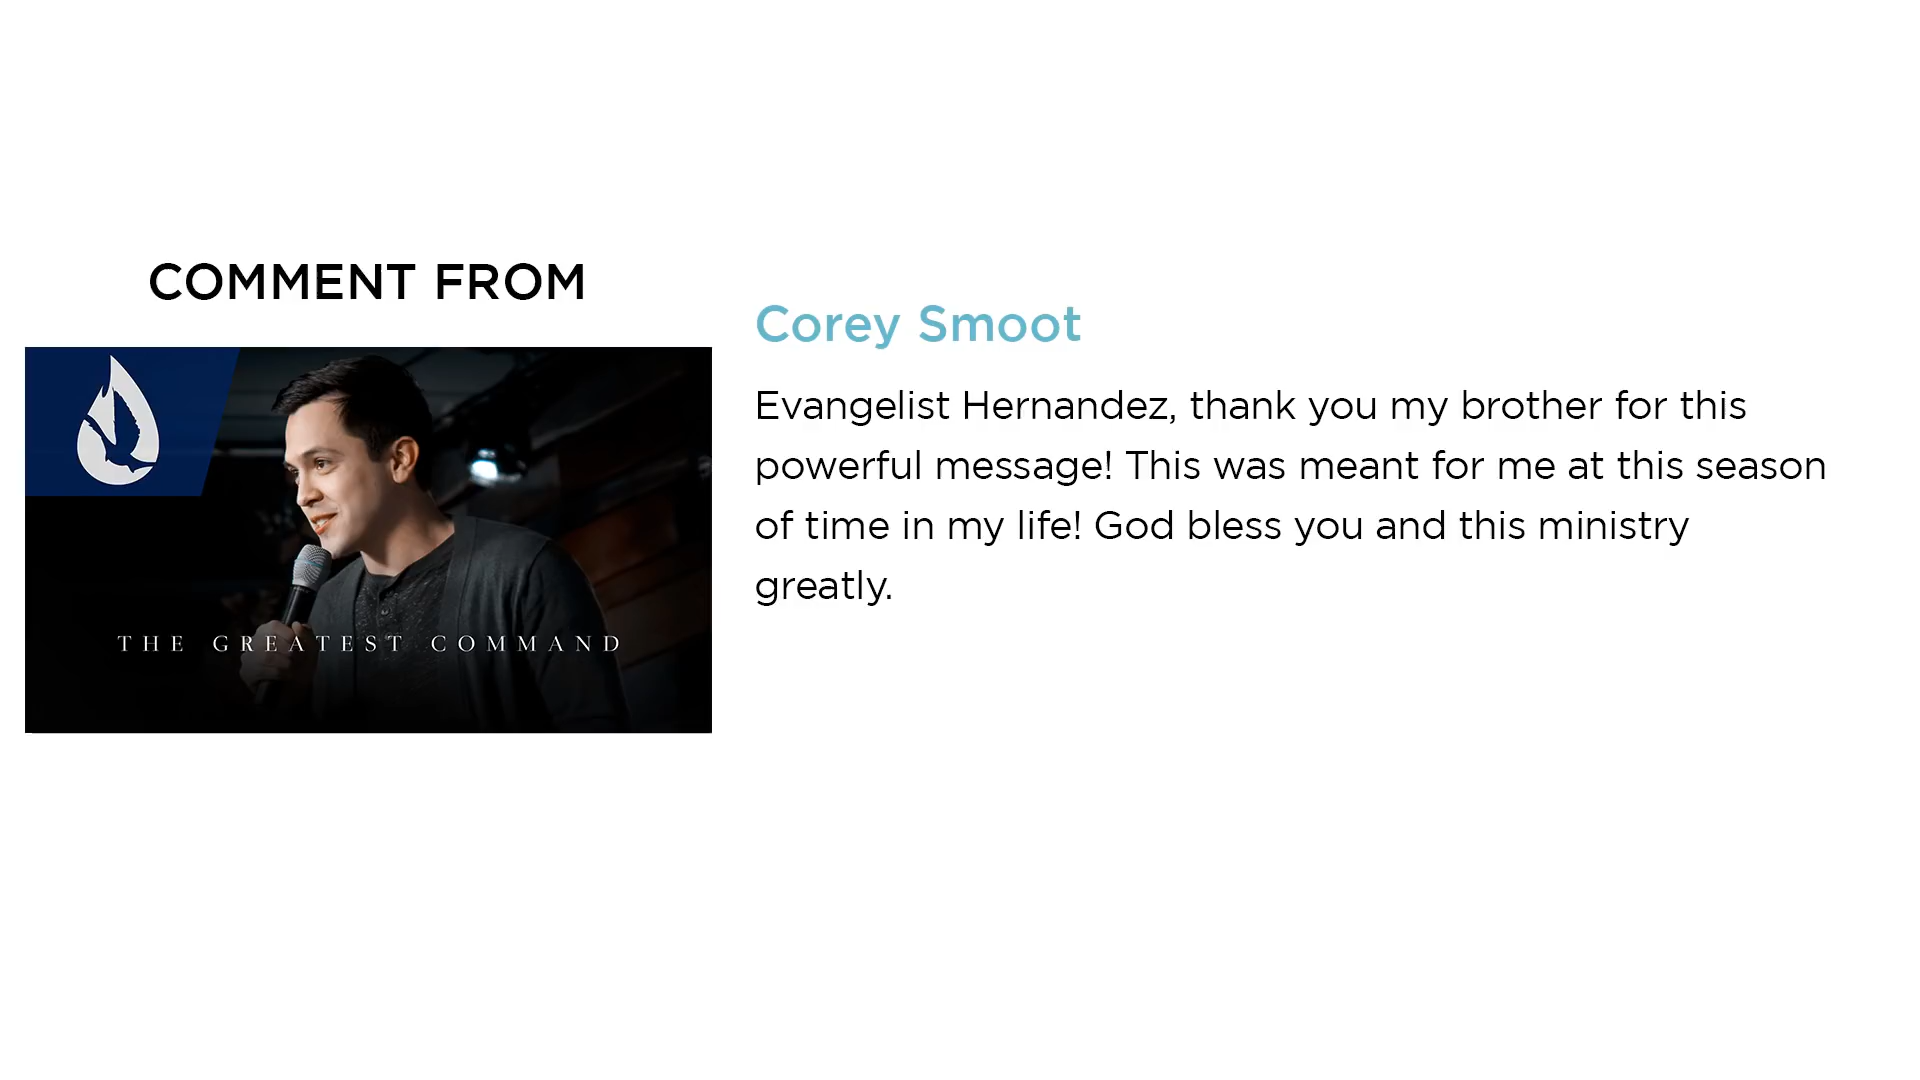 COMMENT FROM
THE GREATEST COMMAND
Corey Smoot
Evangelist Hernandez, thank you my brother for this
powerful message! This was meant for me at this season
of time in my life! God bless you and this ministry
greatly.